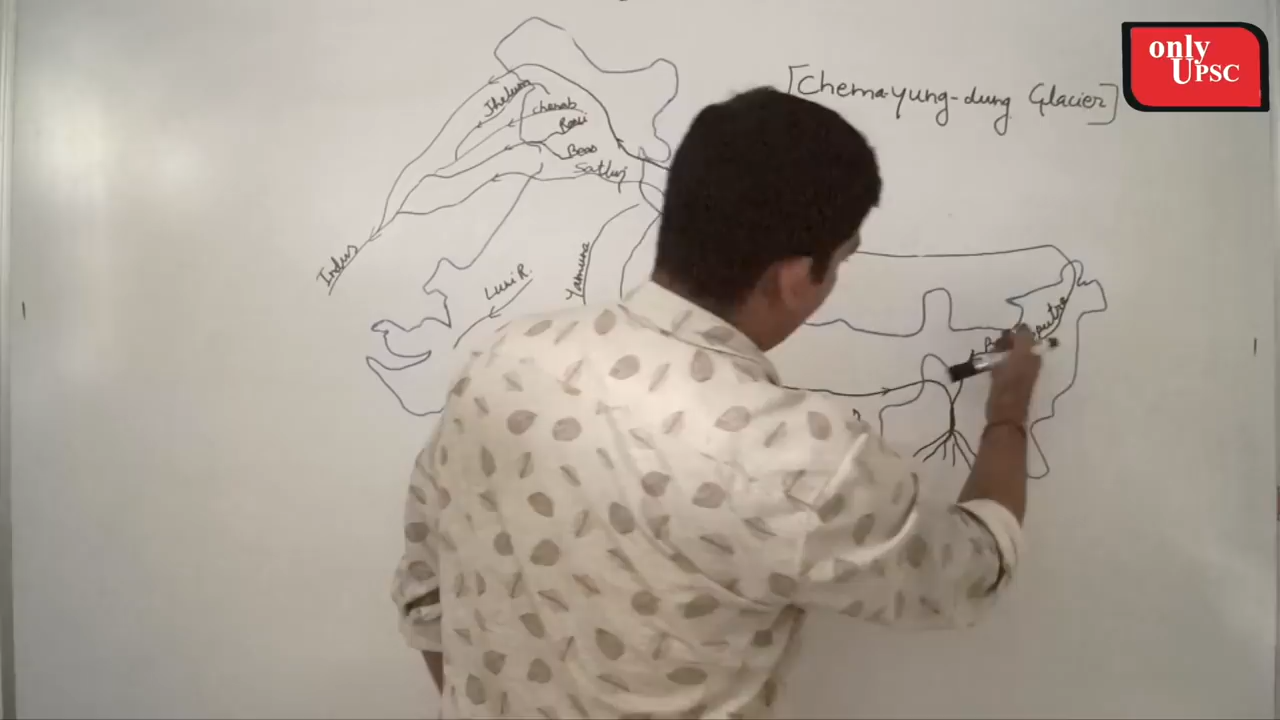 only
UPSC
[Chema-yung-dung Glacier]
Jhelum
chenab
Ravi
Beas
Satluj
Indus
Luni R.
Yamuna